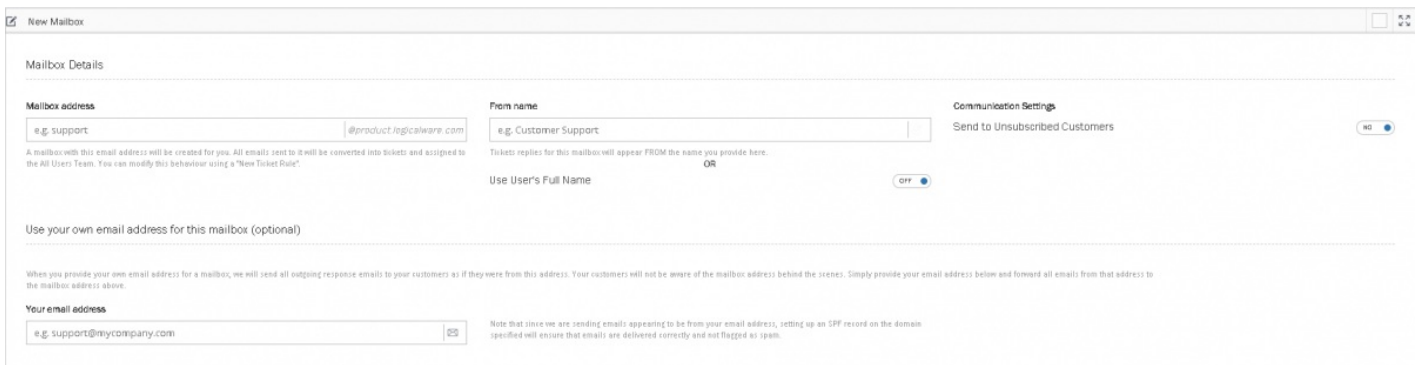 New Mailbox
Mailbox Details
Mailbox address
e.g. support @product.logicalware.com
A mailbox with this email address will be created for you. All emails sent to it will be converted into tickets and assigned to
the All Users Team. You can modify this behaviour using a "New Ticket Rule".
From name
e.g. Customer Support
Tickets replies for this mailbox will appear FROM the name you provide here.
OR
Use User's Full Name OFF
Communication Settings
Send to Unsubscribed Customers NO
Use your own email address for this mailbox (optional)
When you provide your own email address for a mailbox, we will send all outgoing response emails to your customers as if they were from this address. Your customers will not be aware of the mailbox address behind the scenes. Simply provide your email address below and forward all emails from that address to
the mailbox address above.
Your email address
e.g. support@mycompany.com
Note that since we are sending emails appearing to be from your email address, setting up an SPF record on the domain
specified will ensure that emails are delivered correctly and not flagged as spam.